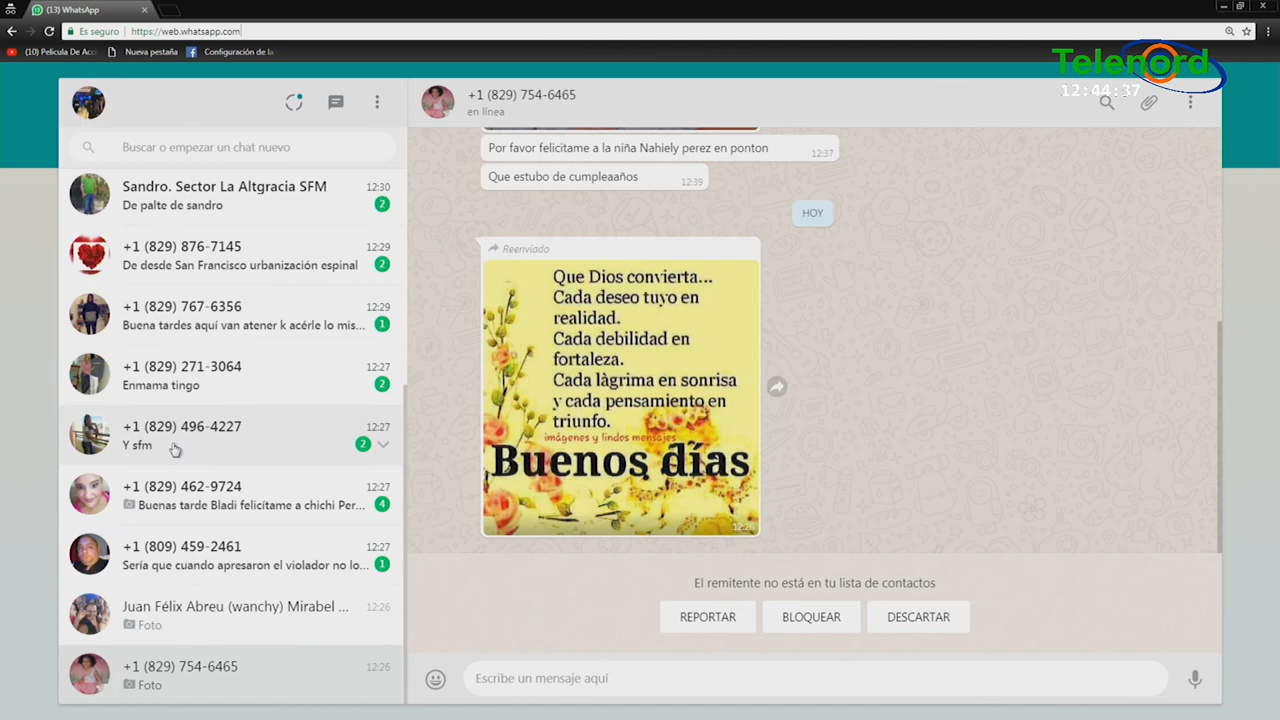 (13) WhatsApp
Es seguro
https://web.whatsapp.com
(10) Pelicula De Acc
Nueva pestaña
Configuración de la
Telenord
12:44:37
Buscar o empezar un chat nuevo
Sandro. Sector La Altgracia SFM
12:30
De palte de sandro
2
+1 (829) 876-7145
12:29
De desde San Francisco urbanización espinal
2
+1 (829) 767-6356
12:29
Buena tardes aquí van atener k acérle lo mis...
1
+1 (829) 271-3064
12:27
Enmama tingo
2
+1 (829) 496-4227
12:27
Y sfm
2
+1 (829) 462-9724
12:27
Buenas tarde Bladi felicítame a chichi Per...
4
+1 (809) 459-2461
12:27
Sería que cuando apresaron el violador no lo...
1
Juan Félix Abreu (wanchy) Mirabel ...
12:26
Foto
+1 (829) 754-6465
12:26
Foto
+1 (829) 754-6465
en línea
Por favor felicitame a la niña Nahiely perez en ponton
12:37
Que estubo de cumpleaaños
12:39
HOY
Reenviado
Que Dios convierta...
Cada deseo tuyo en
realidad.
Cada debilidad en
fortaleza.
Cada làgrima en sonrisa
y cada pensamiento en
triunfo.
imágenes y lindos mensajes
Buenos días
12:26
El remitente no está en tu lista de contactos
REPORTAR
BLOQUEAR
DESCARTAR
Escribe un mensaje aquí